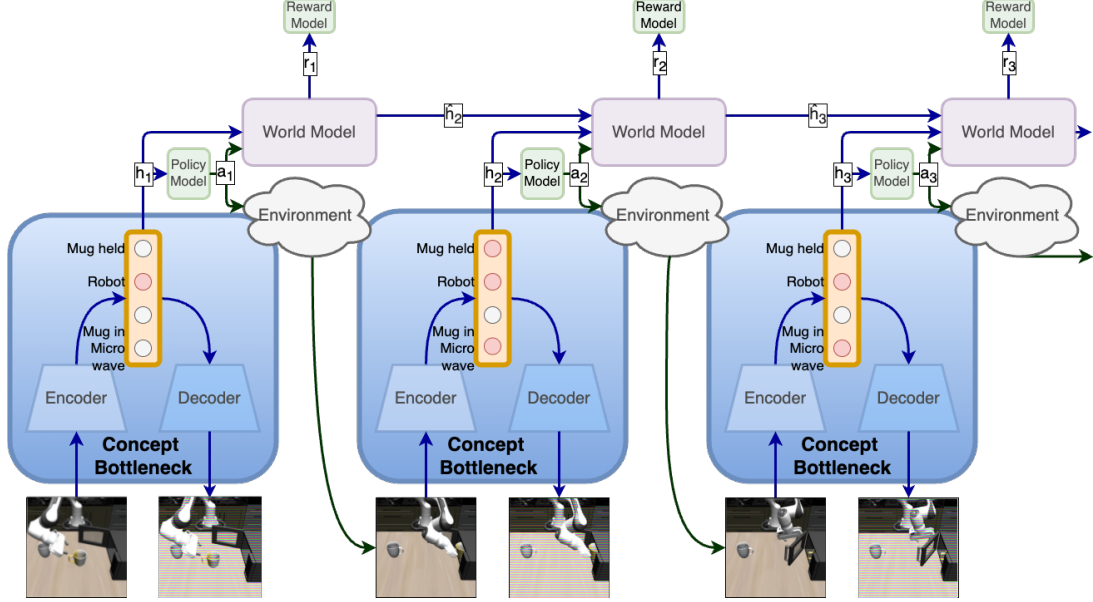 Reward
Model
Reward
Model
Reward
Model
r1
r2
r3
World Model
ĥ2
World Model
ĥ3
World Model
h1
Policy
Model
a1
h2
Policy
Model
a2
h3
Policy
Model
a3
Environment
Environment
Environment
Mug held
Robot
Mug in
Micro
wave
Encoder
Decoder
Concept
Bottleneck
Mug held
Robot
Mug in
Micro
wave
Encoder
Decoder
Concept
Bottleneck
Mug held
Robot
Mug in
Micro
wave
Encoder
Decoder
Concept
Bottleneck